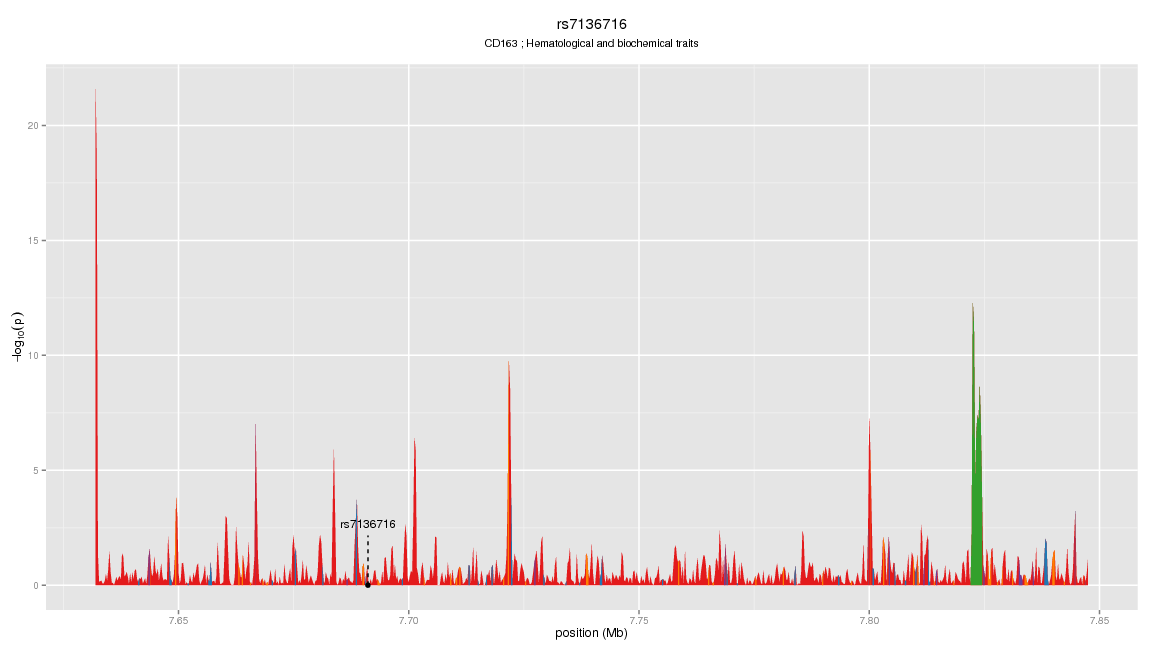 rs7136716
CD163 ; Hematological and biochemical traits
−log10(p)
20
15
10
5
0
rs7136716
7.65
7.70
7.75
7.80
7.85
position (Mb)